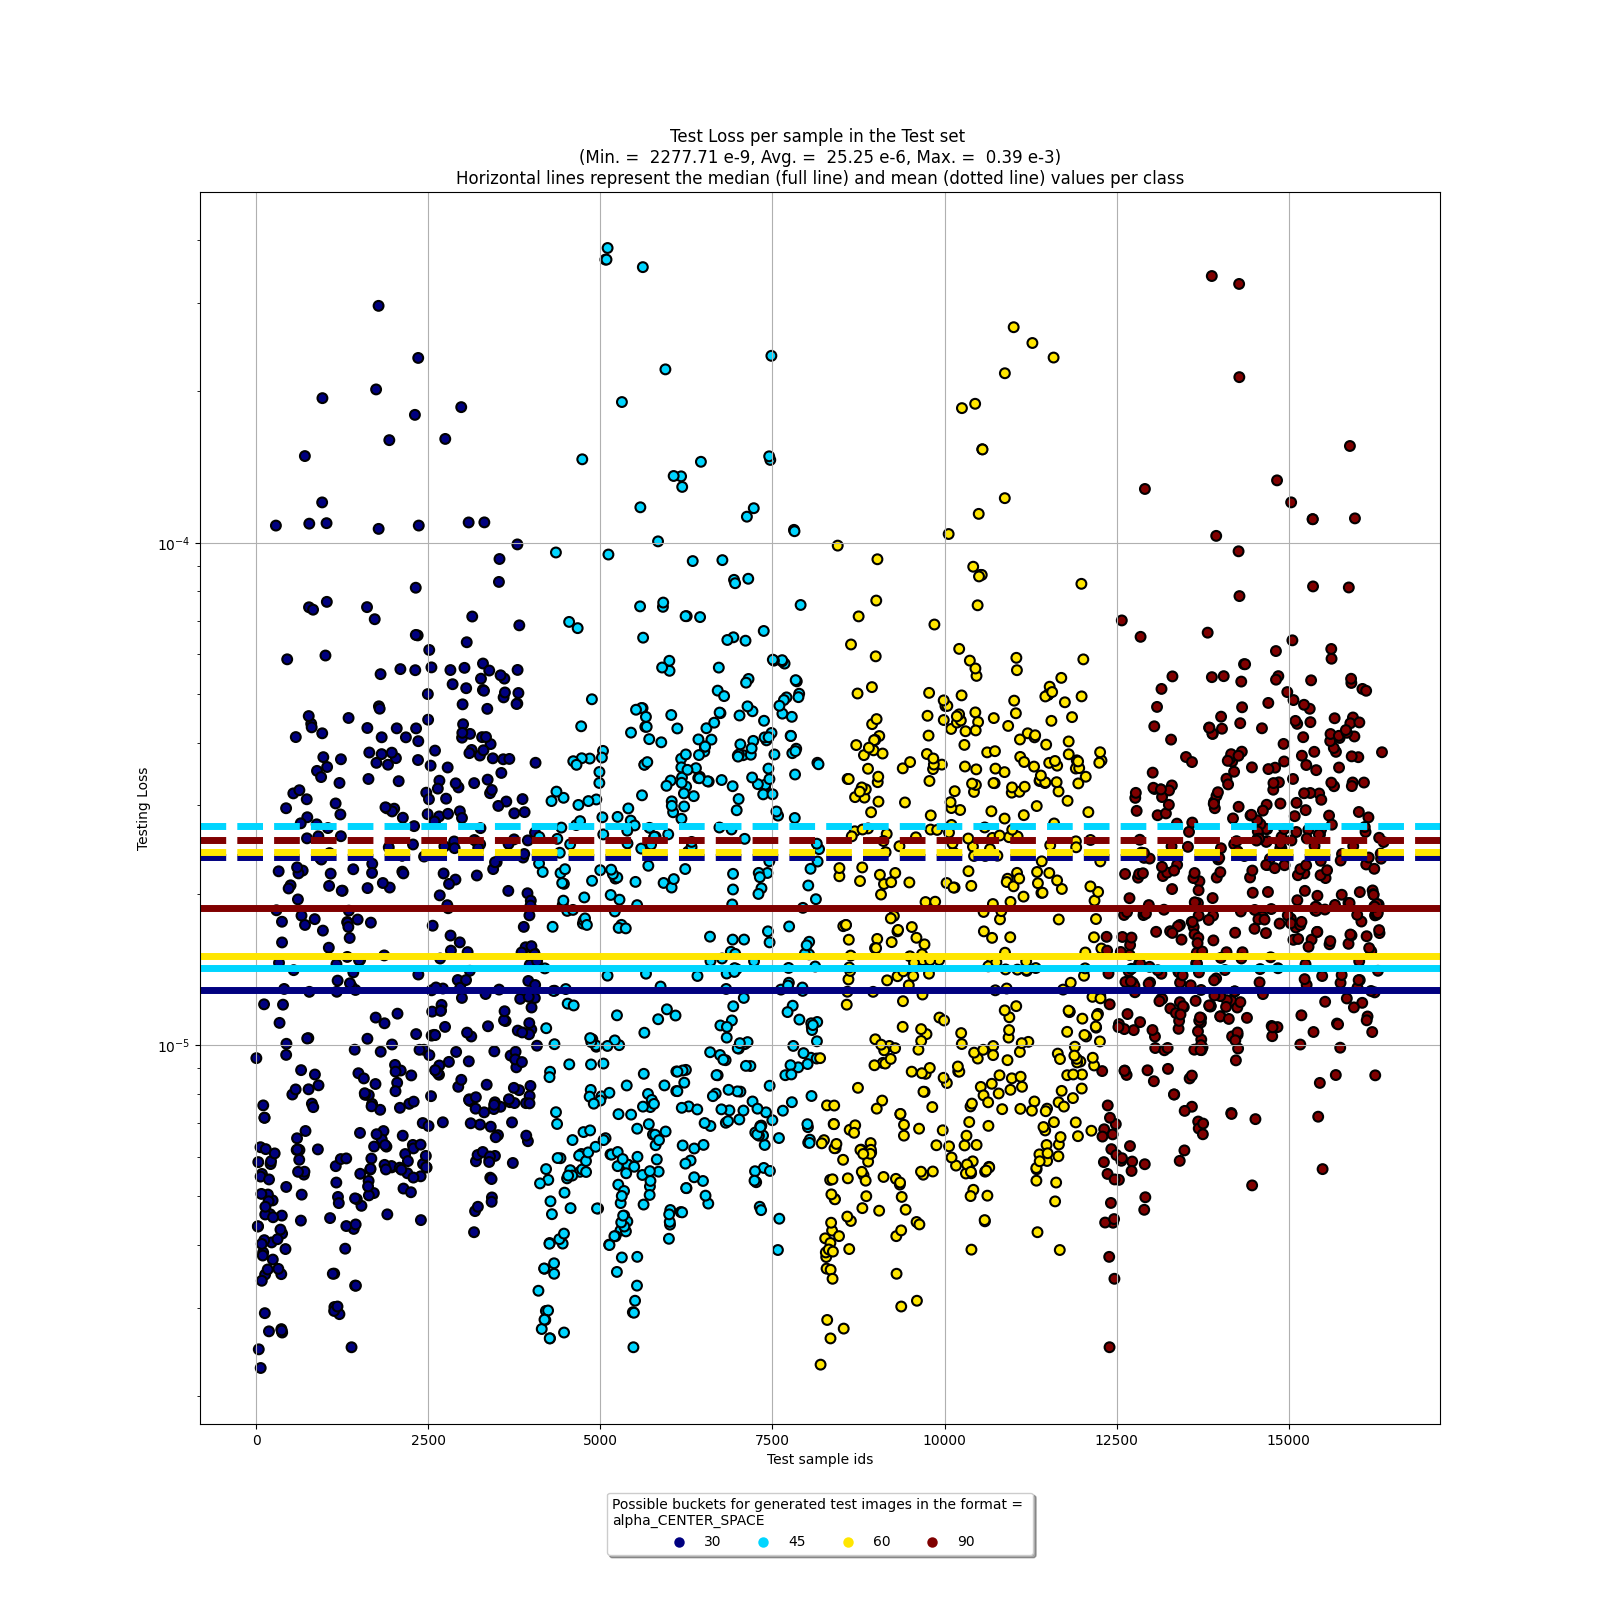 Test Loss per sample in the Test set
(Min. =  2277.71 e-9, Avg. =  25.25 e-6, Max. =  0.39 e-3)
Horizontal lines represent the median (full line) and mean (dotted line) values per class
Testing Loss
10⁻⁴
10⁻⁵
0 2500 5000 7500 10000 12500 15000
Test sample ids
Possible buckets for generated test images in the format =
alpha_CENTER_SPACE
30 45 60 90